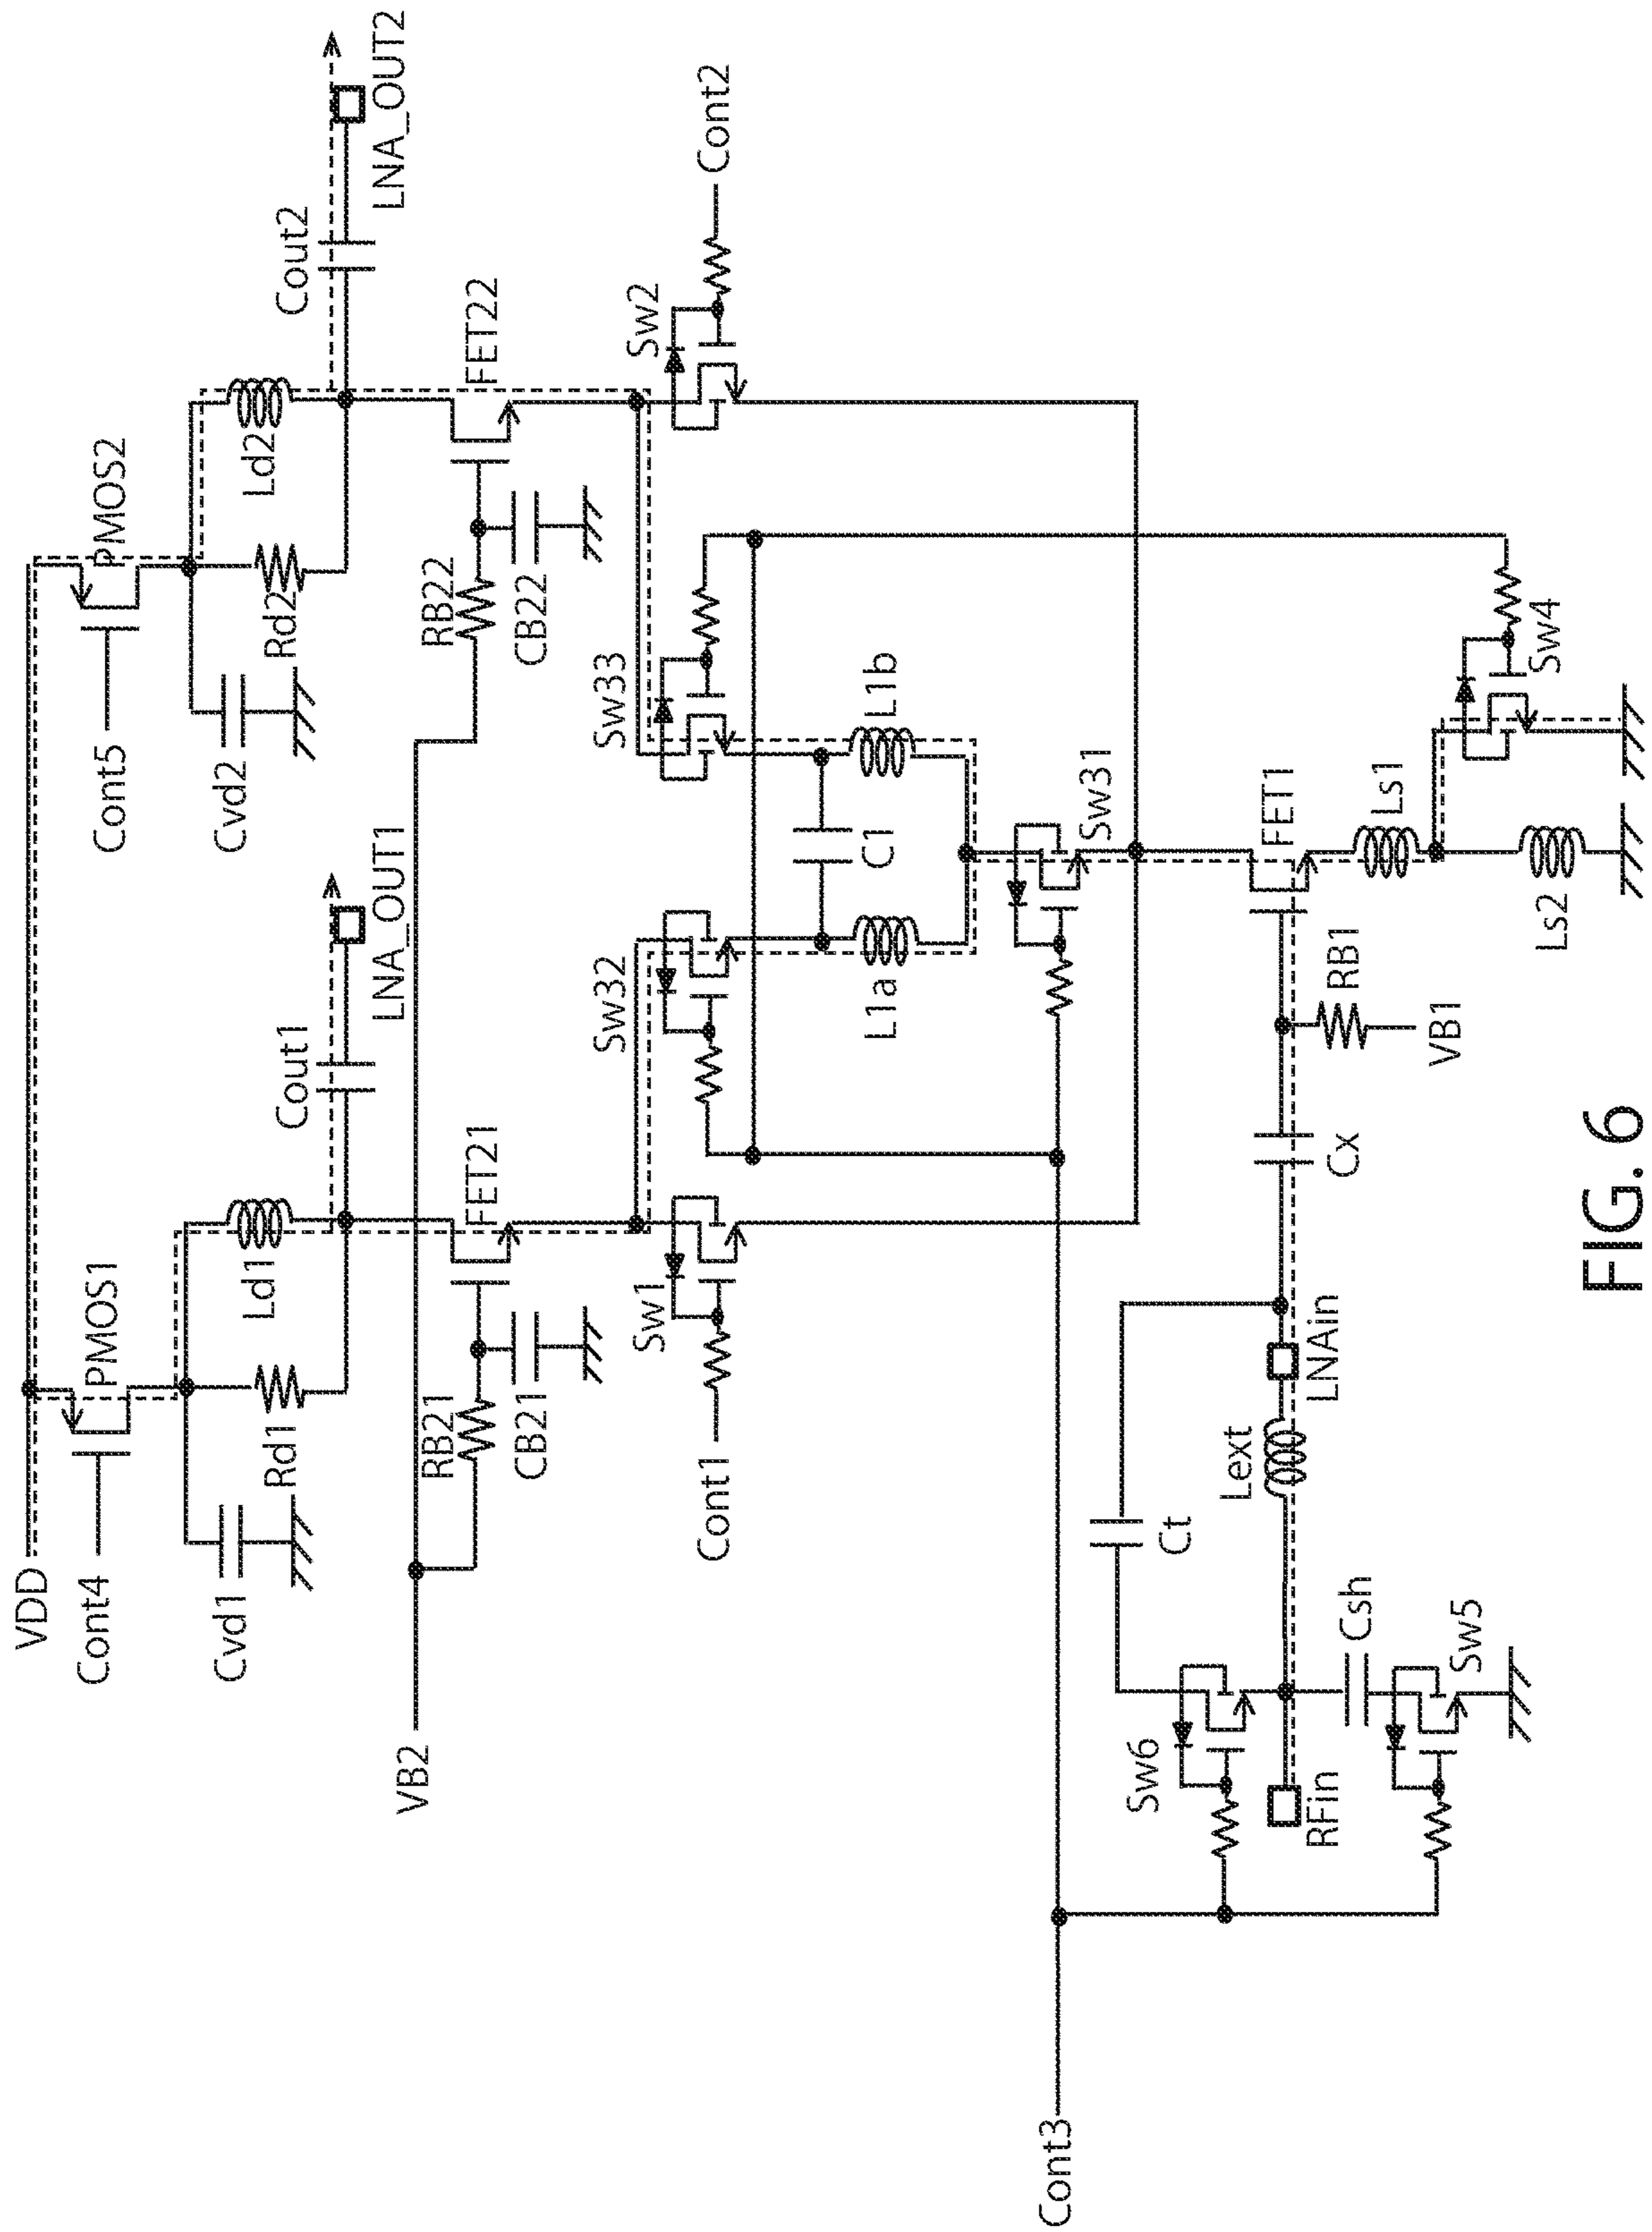 VDD
Cont4
PMOS1
Cont5
PMOS2
Cvd1
Rd1
Ld1
Cout1
LNA_OUT1
Cvd2
Rd2
Ld2
Cout2
LNA_OUT2
VB2
RB21
CB21
FET21
RB22
CB22
FET22
Cont1
Sw1
Sw32
Sw33
Sw2
Cont2
L1a
C1
L1b
Cont3
Sw31
Sw6
Ct
Lext
RFin
LNAin
Csh
Sw5
Cx
RB1
VB1
FET1
Ls1
Ls2
Sw4
FIG. 6